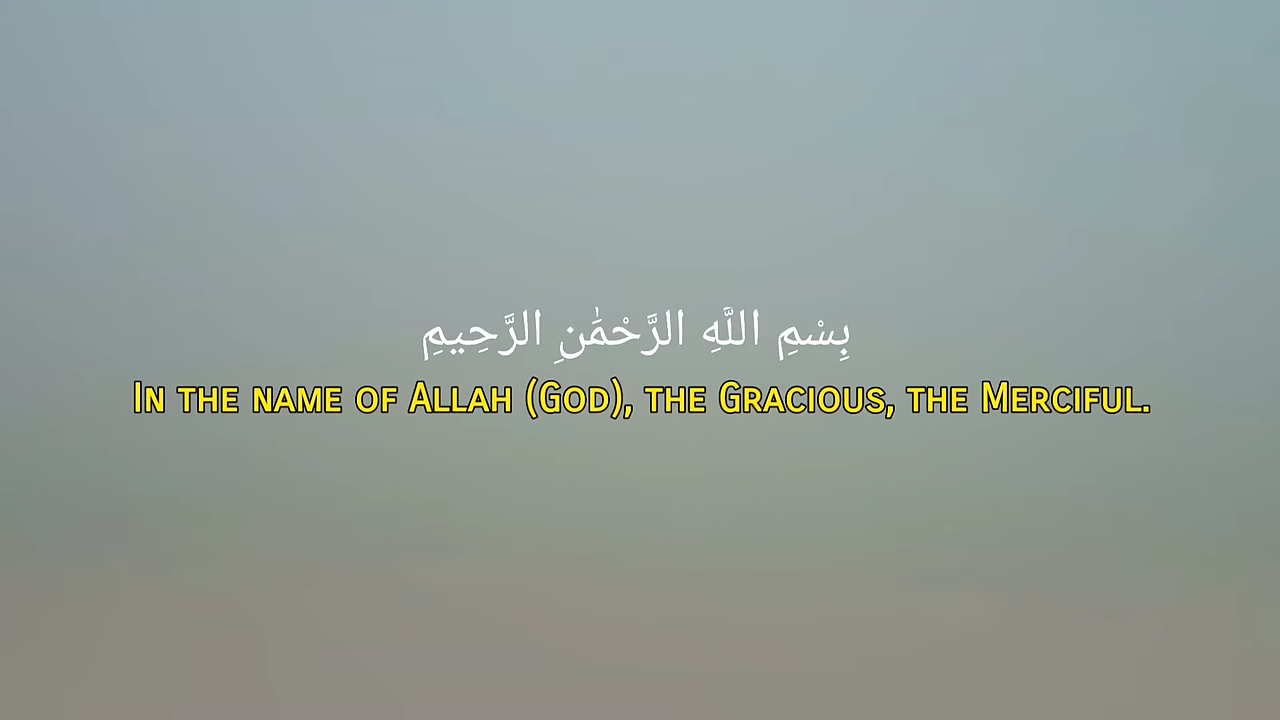 بِسْمِ اللَّهِ الرَّحْمَٰنِ الرَّحِيمِ
In the name of Allah (God), the Gracious, the Merciful.